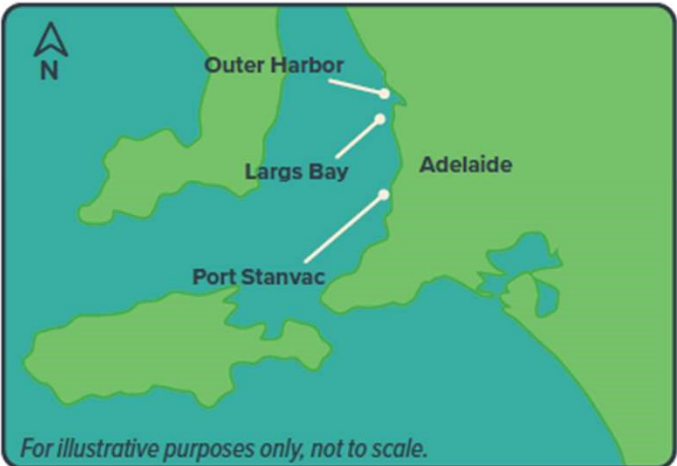 N
Outer Harbor
Largs Bay
Adelaide
Port Stanvac
For illustrative purposes only, not to scale.